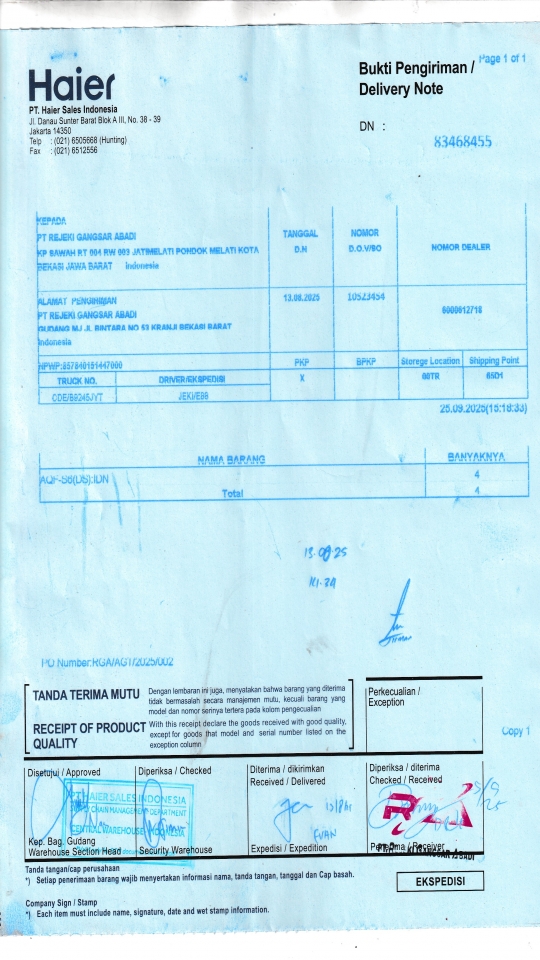 Page 1 of 1
Haier
Bukti Pengiriman /
Delivery Note
PT. Haier Sales Indonesia
Jl. Danau Sunter Barat Blok A III, No. 38 - 39
Jakarta 14350
Telp : (021) 6505668 (Hunting)
Fax : (021) 6512556
DN :
83468455
KEPADA
PT REJEKI GANGSAR ABADI
KP SAWAH RT 004 RW 003 JATIMELATI PONDOK MELATI KOTA
BEKASI JAWA BARAT Indonesia
TANGGAL
D.N
NOMOR
D.O.V/SO
NOMOR DEALER
ALAMAT PENGIRIMAN
PT REJEKI GANGSAR ABADI
GUDANG MJ JL BINTARA NO 53 KRANJI BEKASI BARAT
Indonesia
13.08.2025
10523454
0000012718
NPWP:857840151447000
PKP
BPKP
Storege Location
Shipping Point
TRUCK NO.
DRIVER/EKSPEDISI
X
60TR
65D1
CDE/B9245JYT
JEKI/E86
25.09.2025(15:18:33)
NAMA BARANG
BANYAKNYA
AQF-S6(DS):IDN
4
Total
4
PO Number:RGA/AGT/2025/002
TANDA TERIMA MUTU
Dengan lembaran ini juga, menyatakan bahwa barang yang diterima
tidak bermasalah secara manajemen mutu, kecuali barang yang
model dan nomor serinya tertera pada kolom pengecualian
RECEIPT OF PRODUCT
QUALITY
With this receipt declare the goods received with good quality,
except for goods that model and serial number listed on the
exception column
Perkecualian /
Exception
Copy 1
Disetujui / Approved
Diperiksa / Checked
Diterima / dikirimkan
Received / Delivered
Diperiksa / diterima
Checked / Received
PT HAIER SALES INDONESIA
SUPPLY CHAIN MANAGEMENT DEPARTMENT
CENTRAL WAREHOUSE INDONESIA
Kep. Bag. Gudang
Warehouse Section Head
Security Warehouse
Expedisi / Expedition
Penerima / Receiver
EKSPEDISI
Tanda tangan/cap perusahaan
*) Setiap penerimaan barang wajib menyertakan informasi nama, tanda tangan, tanggal dan Cap basah.
Company Sign / Stamp
*) Each item must include name, signature, date and wet stamp information.